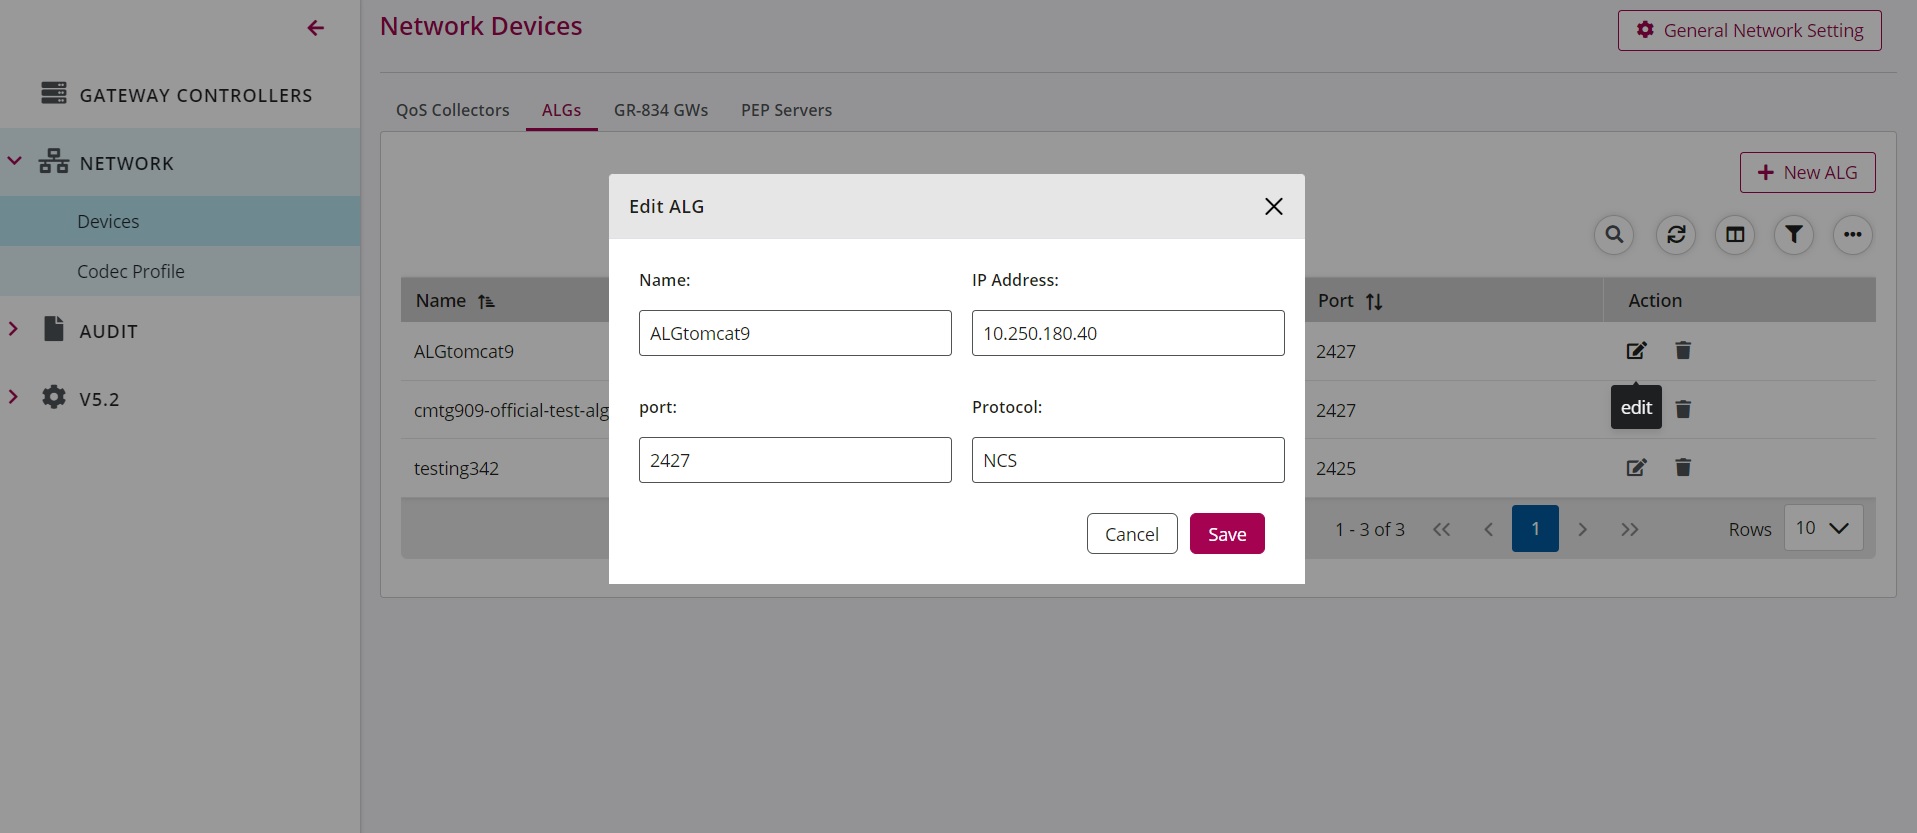 Network Devices
General Network Setting
GATEWAY CONTROLLERS
NETWORK
Devices
Codec Profile
AUDIT
V5.2
QoS Collectors ALGs GR-834 GWs PEP Servers
New ALG
Edit ALG
Name: IP Address:
ALGtomcat9 10.250.180.40
port: Protocol:
2427 NCS
Cancel Save
Name Port Action
ALGtomcat9 2427
edit
cmtg909-official-test-alg 2427
testing342 2425
1 - 3 of 3 1 Rows 10